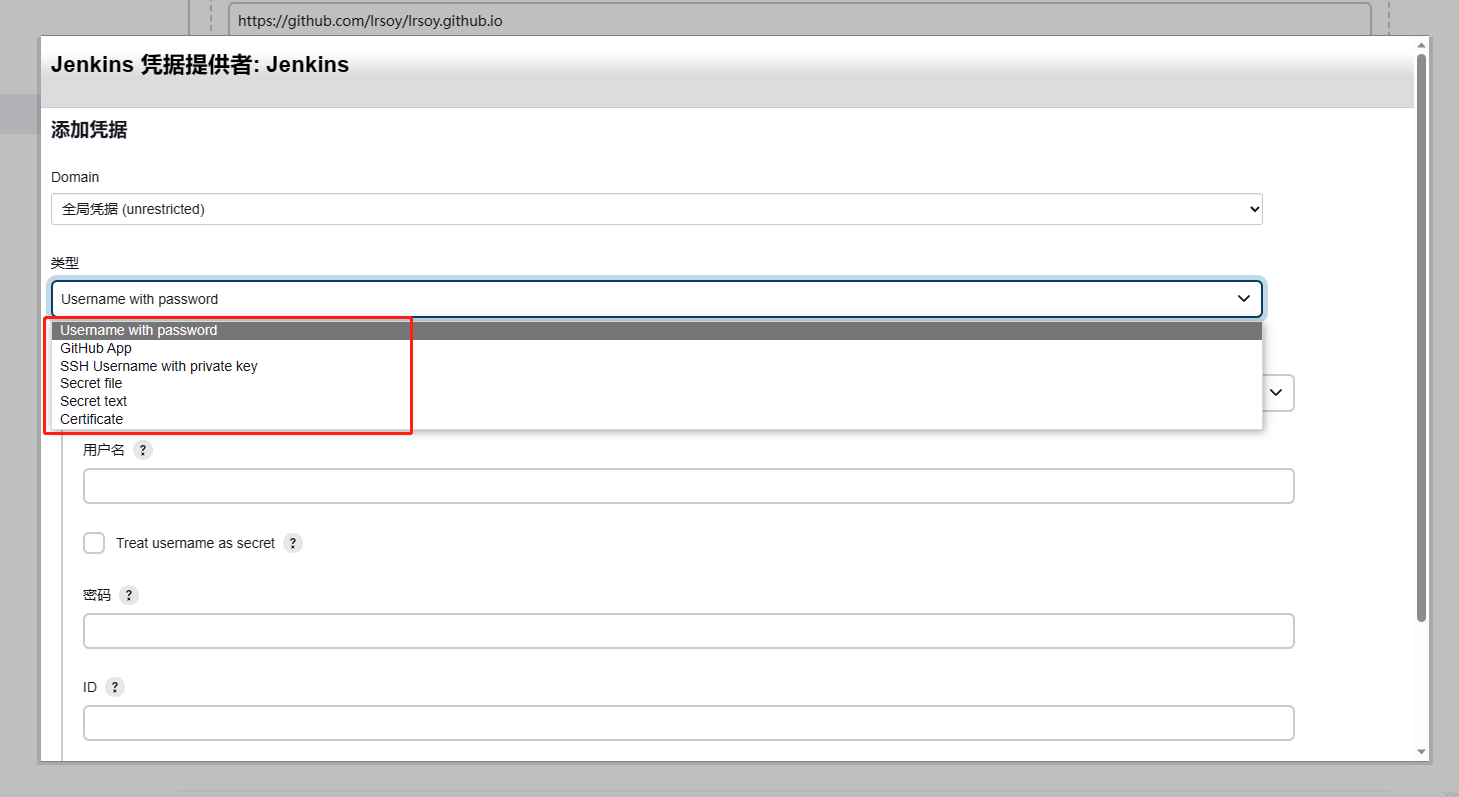 https://github.com/lrsoy/lrsoy.github.io
Jenkins 凭据提供者: Jenkins
添加凭据
Domain
全局凭据 (unrestricted)
类型
Username with password
Username with password
GitHub App
SSH Username with private key
Secret file
Secret text
Certificate
用户名 ?
Treat username as secret ?
密码 ?
ID ?